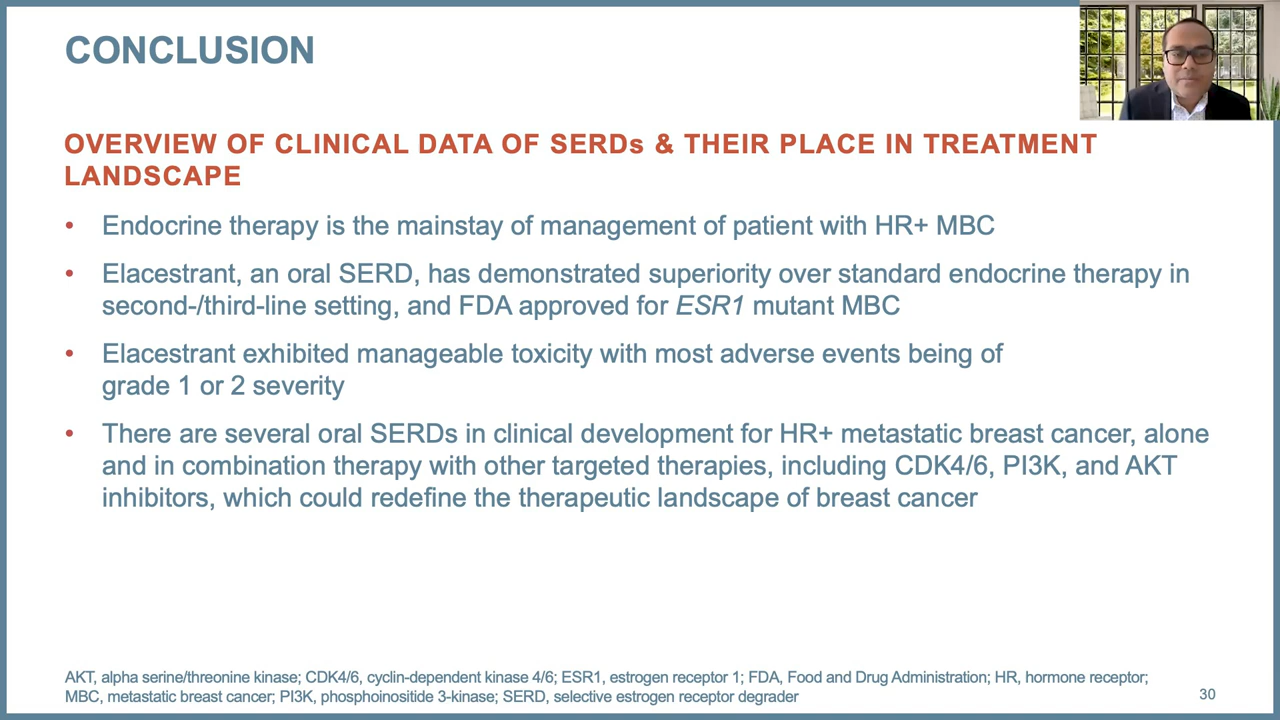 CONCLUSION
OVERVIEW OF CLINICAL DATA OF SERDs & THEIR PLACE IN TREATMENT
LANDSCAPE
• Endocrine therapy is the mainstay of management of patient with HR+ MBC
• Elacestrant, an oral SERD, has demonstrated superiority over standard endocrine therapy in
second-/third-line setting, and FDA approved for ESR1 mutant MBC
• Elacestrant exhibited manageable toxicity with most adverse events being of
grade 1 or 2 severity
• There are several oral SERDs in clinical development for HR+ metastatic breast cancer, alone
and in combination therapy with other targeted therapies, including CDK4/6, PI3K, and AKT
inhibitors, which could redefine the therapeutic landscape of breast cancer
AKT, alpha serine/threonine kinase; CDK4/6, cyclin-dependent kinase 4/6; ESR1, estrogen receptor 1; FDA, Food and Drug Administration; HR, hormone receptor;
MBC, metastatic breast cancer; PI3K, phosphoinositide 3-kinase; SERD, selective estrogen receptor degrader
30